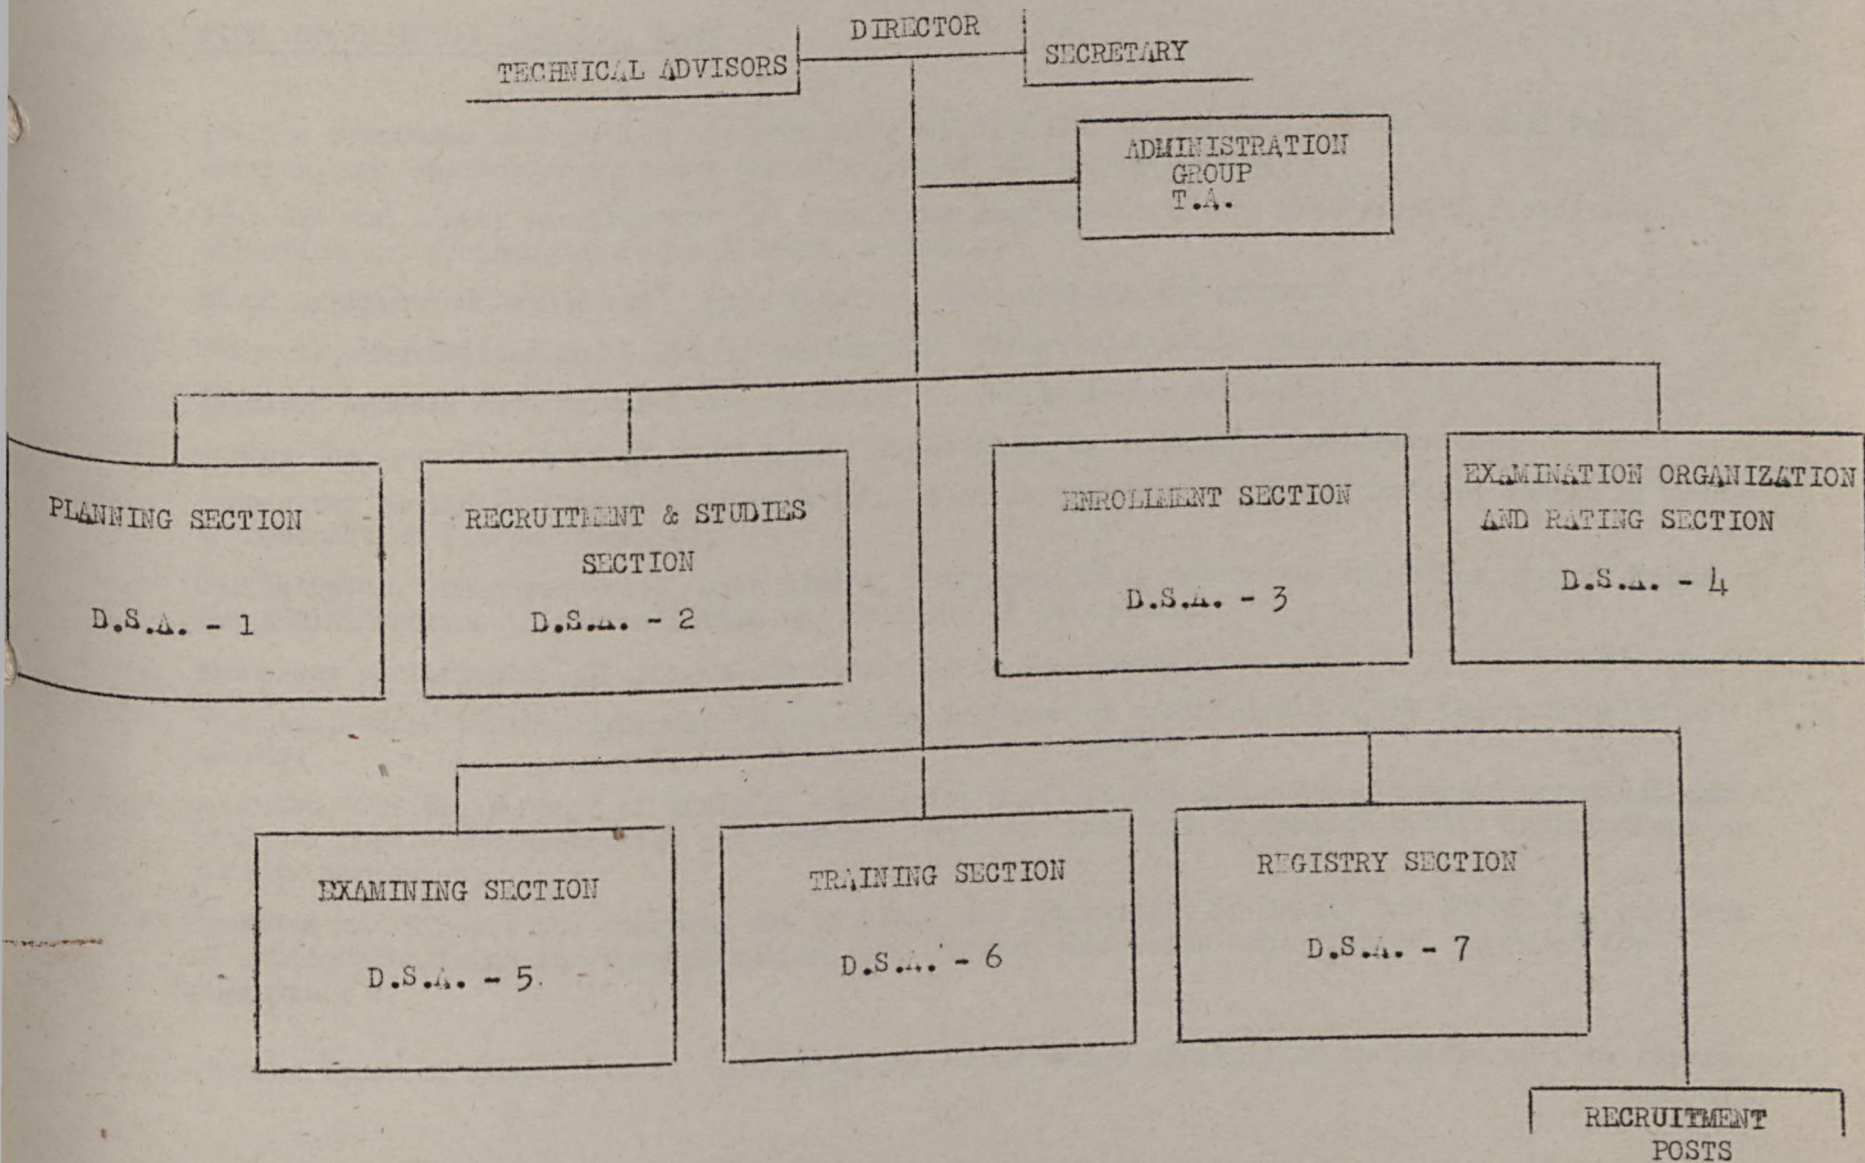 DIRECTOR
TECHNICAL ADVISORS
SECRETARY
ADMINISTRATION
GROUP
T.A.
PLANNING SECTION
D.S.A. - 1
RECRUITMENT & STUDIES
SECTION
D.S.A. - 2
ENROLLMENT SECTION
D.S.A. - 3
EXAMINATION ORGANIZATION
AND RATING SECTION
D.S.A. - 4
EXAMINING SECTION
D.S.A. - 5
TRAINING SECTION
D.S.A. - 6
REGISTRY SECTION
D.S.A. - 7
RECRUITMENT
POSTS